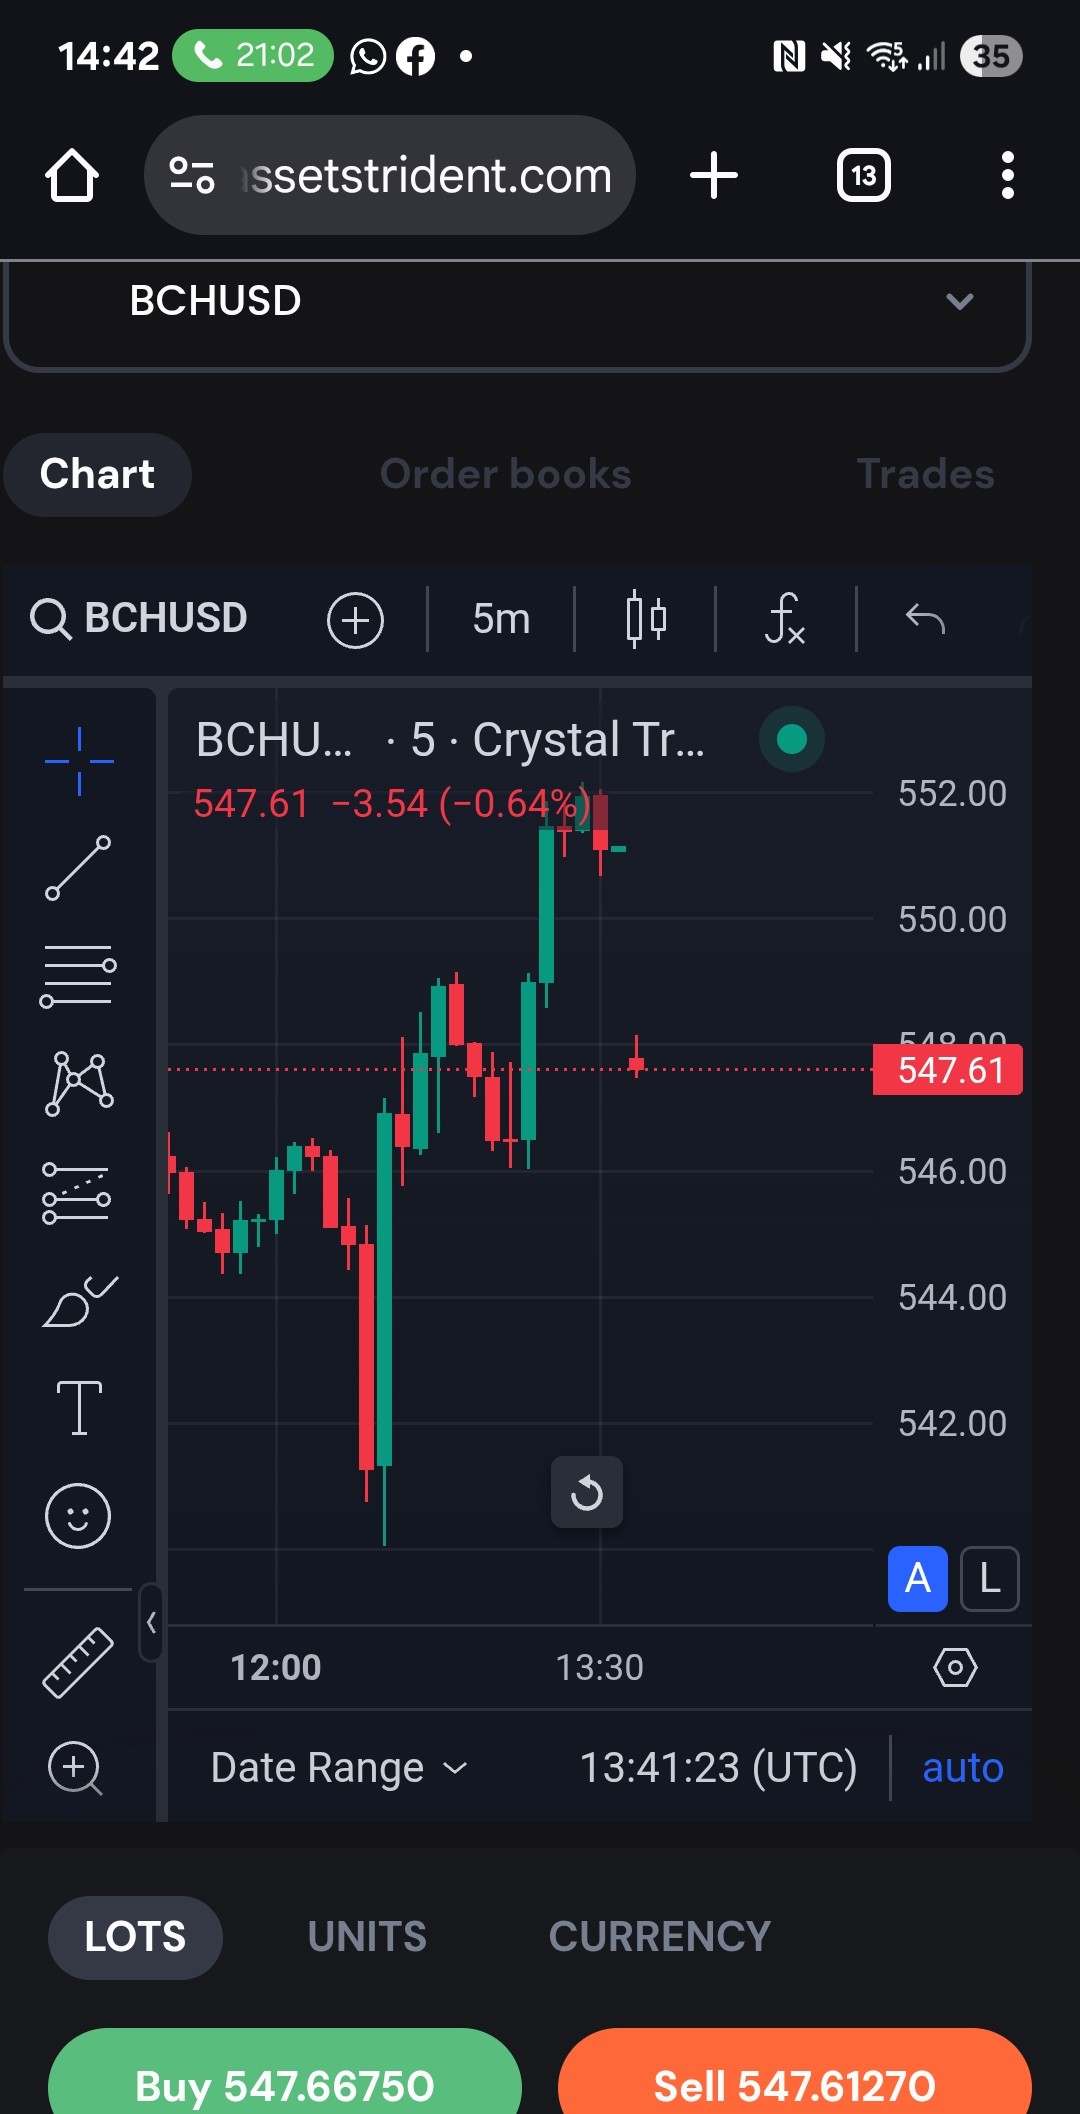 14:42 21:02 35
ssetstrident.com 13
BCHUSD
Chart Order books Trades
BCHUSD 5m
BCHU... · 5 · Crystal Tr...
547.61 −3.54 (−0.64%)
552.00
550.00
548.00
547.61
546.00
544.00
542.00
A L
12:00 13:30
Date Range 13:41:23 (UTC) auto
LOTS UNITS CURRENCY
Buy 547.66750 Sell 547.61270